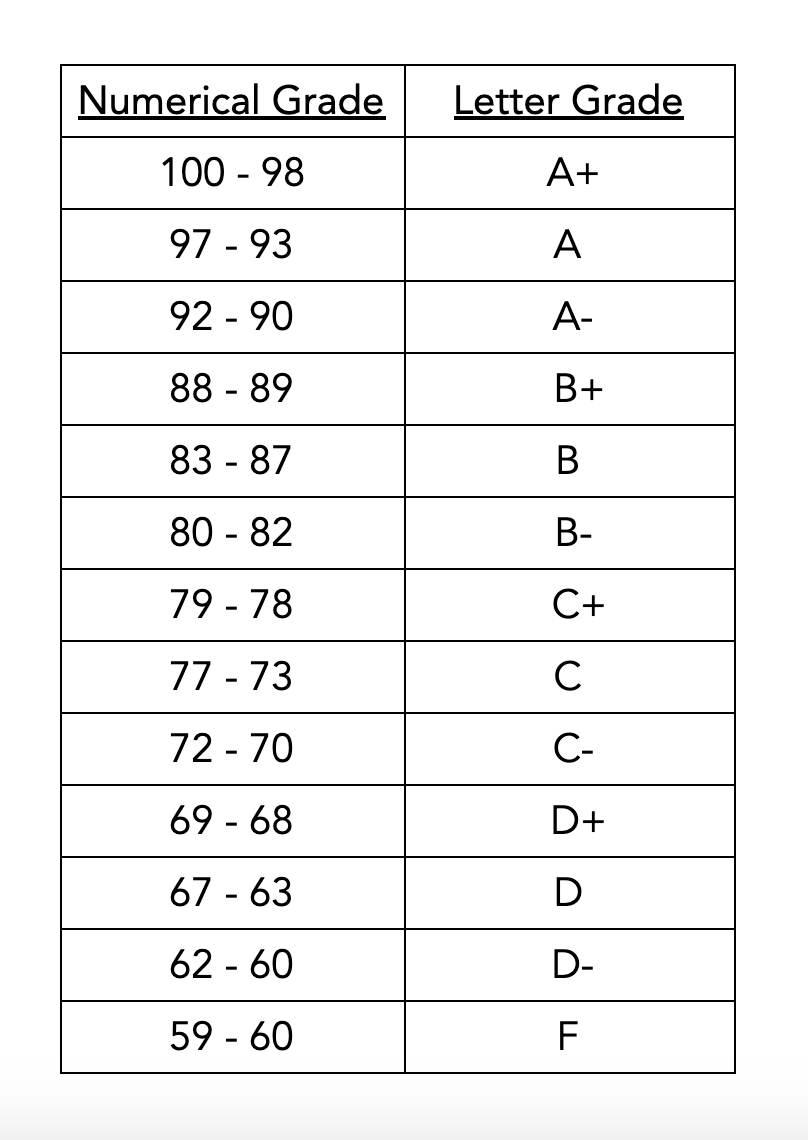 Numerical Grade Letter Grade
100 - 98 A+
97 - 93 A
92 - 90 A-
88 - 89 B+
83 - 87 B
80 - 82 B-
79 - 78 C+
77 - 73 C
72 - 70 C-
69 - 68 D+
67 - 63 D
62 - 60 D-
59 - 60 F